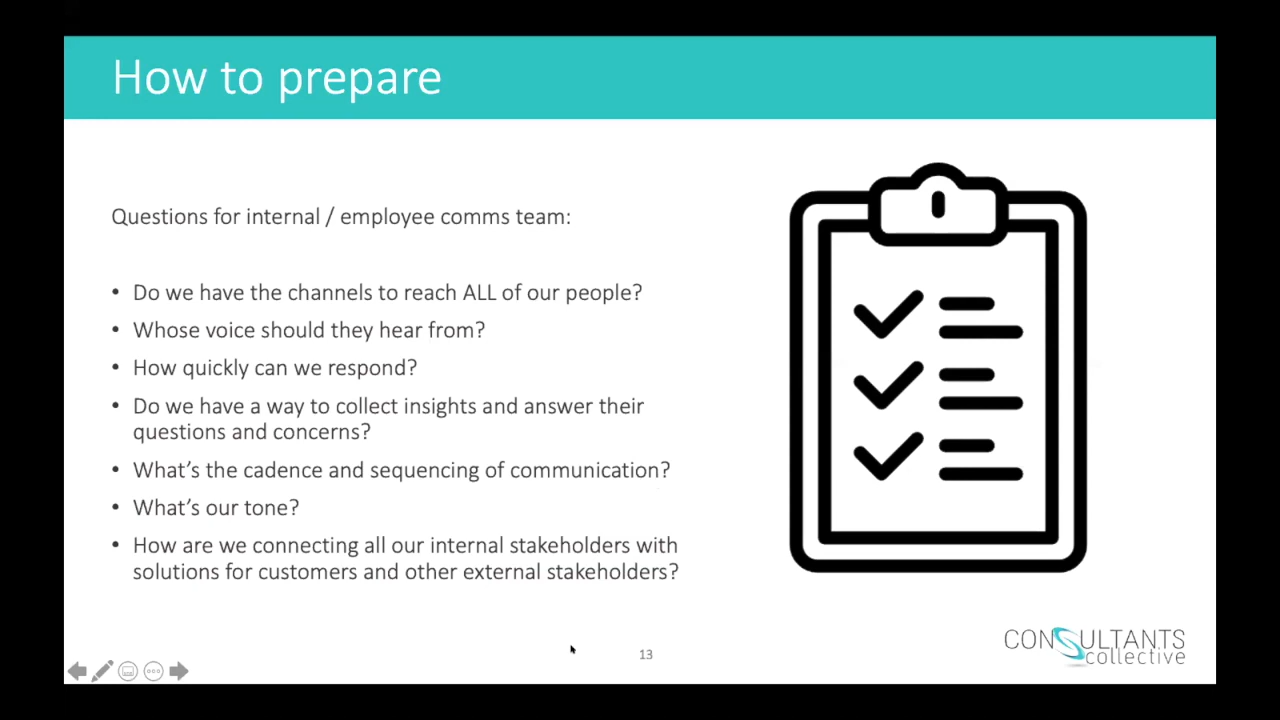 How to prepare
Questions for internal / employee comms team:
• Do we have the channels to reach ALL of our people?
• Whose voice should they hear from?
• How quickly can we respond?
• Do we have a way to collect insights and answer their
questions and concerns?
• What’s the cadence and sequencing of communication?
• What’s our tone?
• How are we connecting all our internal stakeholders with
solutions for customers and other external stakeholders?
13
CONSULTANTS
collective